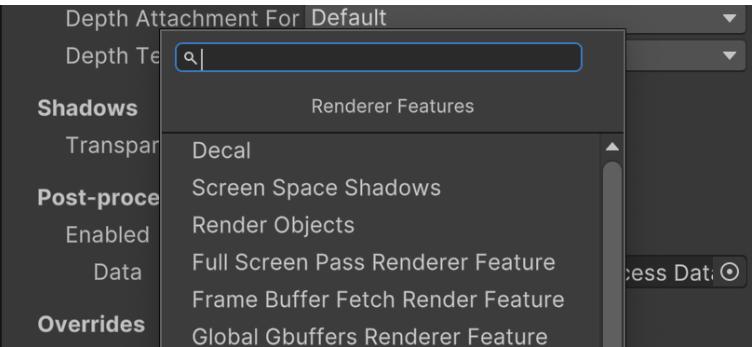 Depth Attachment For Default
Depth Te
Renderer Features
Shadows
Transpar
Decal
Screen Space Shadows
Post-proce
Render Objects
Enabled
Full Screen Pass Renderer Feature
Data
cess Dat
Frame Buffer Fetch Render Feature
Overrides
Global Gbuffers Renderer Feature